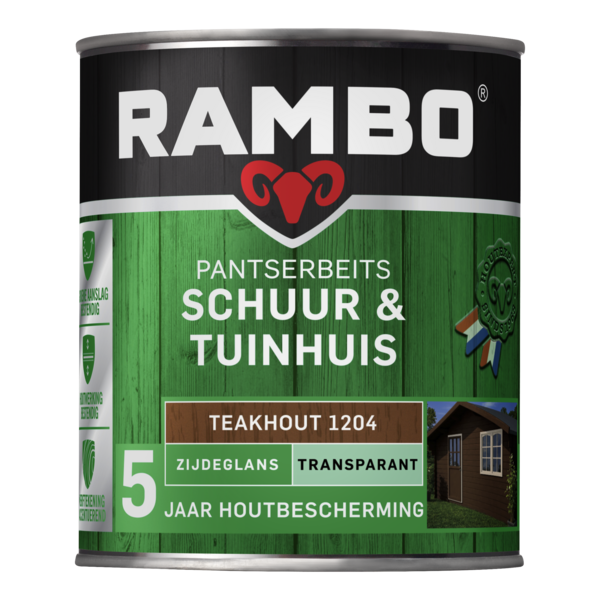 RAMBO®
PANTSERBEITS
SCHUUR &
TUINHUIS
TEAKHOUT 1204
ZIJDEGLANS
TRANSPARANT
5
JAAR HOUTBESCHERMING